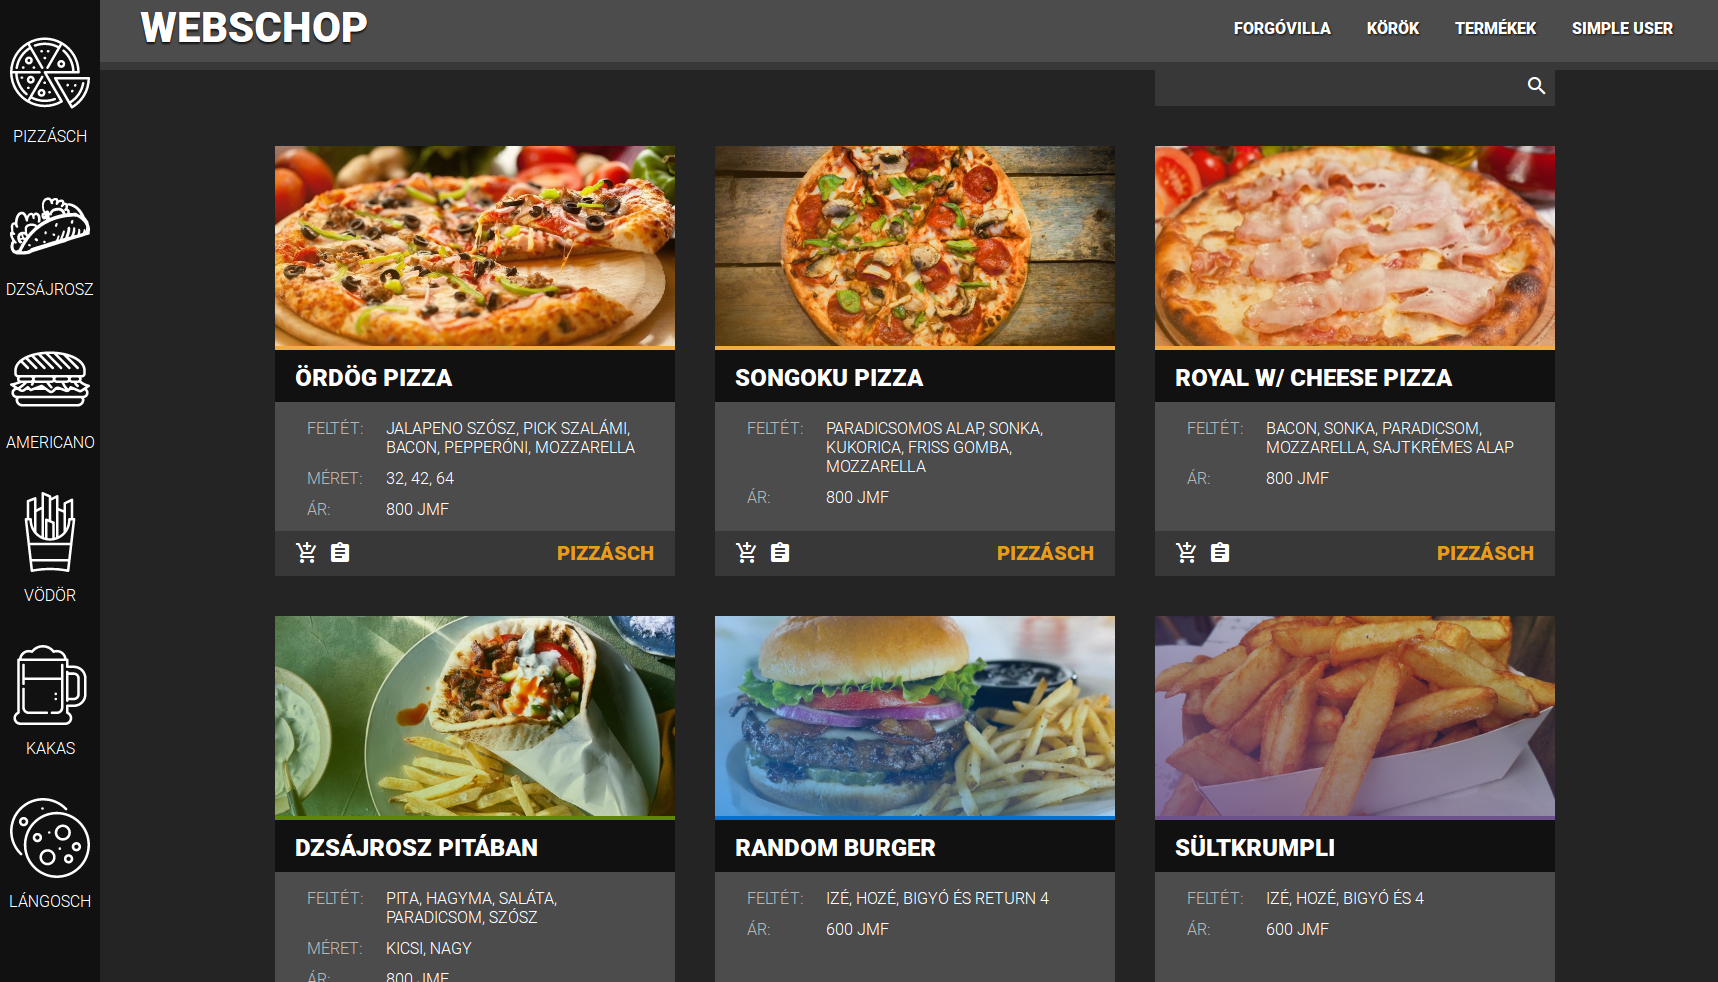 WEBSCHOP
FORGÓVILLA KÖRÖK TERMÉKEK SIMPLE USER
PIZZÁSCH
DZSÁJROSZ
AMERICANO
VÖDÖR
KAKAS
LÁNGOSCH
ÖRDÖG PIZZA
FELTÉT: JALAPENO SZÓSZ, PICK SZALÁMI,
BACON, PEPPERÓNI, MOZZARELLA
MÉRET: 32, 42, 64
ÁR: 800 JMF
PIZZÁSCH
SONGOKU PIZZA
FELTÉT: PARADICSOMOS ALAP, SONKA,
KUKORICA, FRISS GOMBA,
MOZZARELLA
ÁR: 800 JMF
PIZZÁSCH
ROYAL W/ CHEESE PIZZA
FELTÉT: BACON, SONKA, PARADICSOM,
MOZZARELLA, SAJTKRÉMES ALAP
ÁR: 800 JMF
PIZZÁSCH
DZSÁJROSZ PITÁBAN
FELTÉT: PITA, HAGYMA, SALÁTA,
PARADICSOM, SZÓSZ
MÉRET: KICSI, NAGY
ÁR: 800 JMF
RANDOM BURGER
FELTÉT: IZÉ, HOZÉ, BIGYÓ ÉS RETURN 4
ÁR: 600 JMF
SÜLTKRUMPLI
FELTÉT: IZÉ, HOZÉ, BIGYÓ ÉS 4
ÁR: 600 JMF